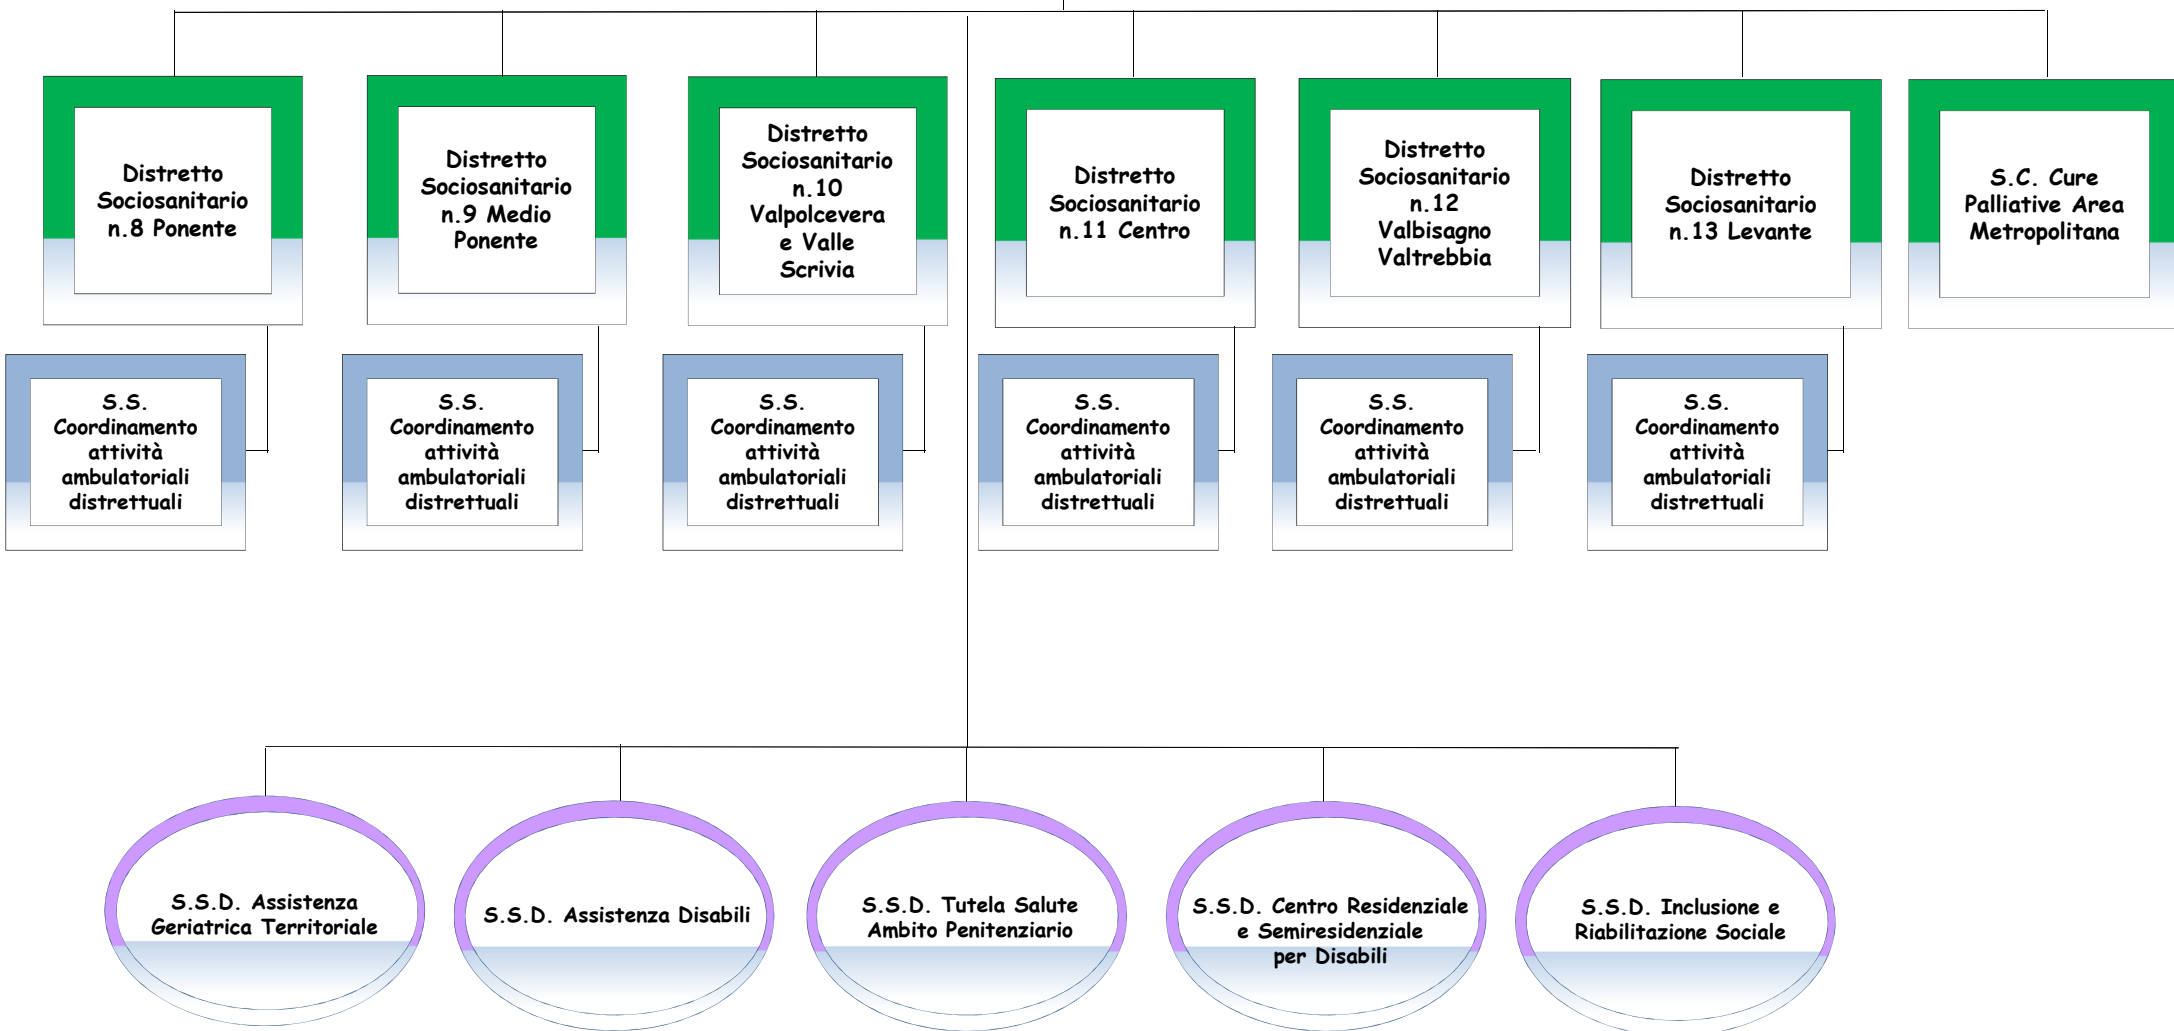 Distretto
Sociosanitario
n.8 Ponente
Distretto
Sociosanitario
n.9 Medio
Ponente
Distretto
Sociosanitario
n.10
Valpolcevera
e Valle
Scrivia
Distretto
Sociosanitario
n.11 Centro
Distretto
Sociosanitario
n.12
Valbisagno
Valtrebbia
Distretto
Sociosanitario
n.13 Levante
S.C. Cure
Palliative Area
Metropolitana
S.S.
Coordinamento
attività
ambulatoriali
distrettuali
S.S.
Coordinamento
attività
ambulatoriali
distrettuali
S.S.
Coordinamento
attività
ambulatoriali
distrettuali
S.S.
Coordinamento
attività
ambulatoriali
distrettuali
S.S.
Coordinamento
attività
ambulatoriali
distrettuali
S.S.
Coordinamento
attività
ambulatoriali
distrettuali
S.S.D. Assistenza
Geriatrica Territoriale
S.S.D. Assistenza Disabili
S.S.D. Tutela Salute
Ambito Penitenziario
S.S.D. Centro Residenziale
e Semiresidenziale
per Disabili
S.S.D. Inclusione e
Riabilitazione Sociale